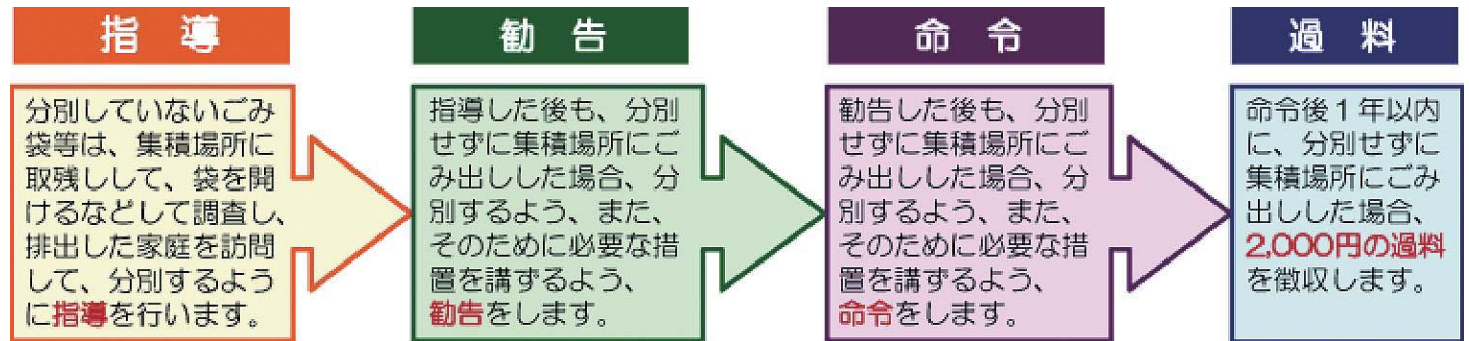 指導
分別していないごみ
袋等は、集積場所に
取残しして、袋を開
けるなどして調査し、
排出した家庭を訪問
して、分別するよう
に指導を行います。
勧告
指導した後も、分別
せずに集積場所にご
み出しした場合、分
別するよう、また、
そのために必要な措
置を講ずるよう、
勧告をします。
命令
勧告した後も、分別
せずに集積場所にご
み出しした場合、分
別するよう、また、
そのために必要な措
置を講ずるよう、
命令をします。
過料
命令後1年以内
に、分別せずに
集積場所にごみ
出しした場合、
2,000円の過料
を徴収します。